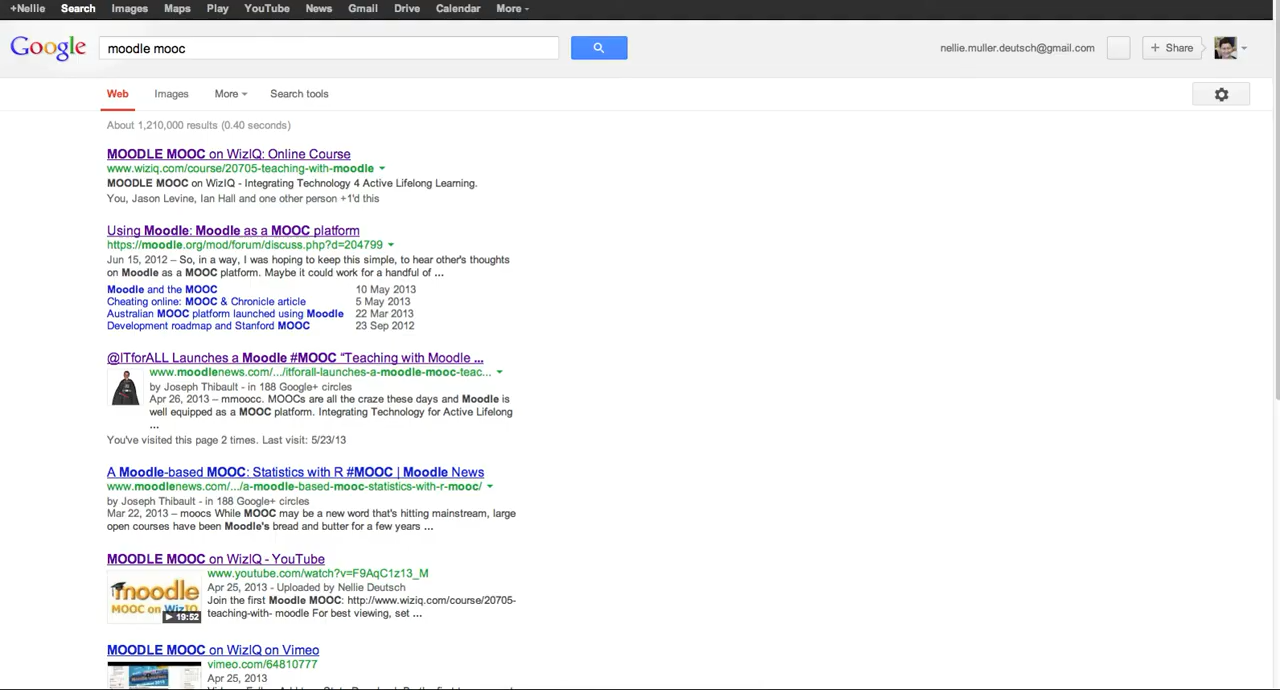 +Nellie Search Images Maps Play YouTube News Gmail Drive Calendar More
Google moodle mooc nellie.muller.deutsch@gmail.com + Share
Web Images More Search tools
About 1,210,000 results (0.40 seconds)
MOODLE MOOC on WizIQ: Online Course
www.wiziq.com/course/20705-teaching-with-moodle
MOODLE MOOC on WizIQ - Integrating Technology 4 Active Lifelong Learning.
You, Jason Levine, Ian Hall and one other person +1'd this
Using Moodle: Moodle as a MOOC platform
https://moodle.org/mod/forum/discuss.php?d=204799
Jun 15, 2012 – So, in a way, I was hoping to keep this simple, to hear other's thoughts
on Moodle as a MOOC platform. Maybe it could work for a handful of ...
Moodle and the MOOC 10 May 2013
Cheating online: MOOC & Chronicle article 5 May 2013
Australian MOOC platform launched using Moodle 22 Mar 2013
Development roadmap and Stanford MOOC 23 Sep 2012
@ITforALL Launches a Moodle #MOOC “Teaching with Moodle ...
www.moodlenews.com/.../itforall-launches-a-moodle-mooc-teac...
by Joseph Thibault - in 188 Google+ circles
Apr 26, 2013 – mmoocc. MOOCs are all the craze these days and Moodle is
well equipped as a MOOC platform. Integrating Technology for Active Lifelong
...
You've visited this page 2 times. Last visit: 5/23/13
A Moodle-based MOOC: Statistics with R #MOOC | Moodle News
www.moodlenews.com/.../a-moodle-based-mooc-statistics-with-r-mooc/
by Joseph Thibault - in 188 Google+ circles
Mar 22, 2013 – moocs While MOOC may be a new word that's hitting mainstream, large
open courses have been Moodle's bread and butter for a few years ...
MOODLE MOOC on WizIQ - YouTube
www.youtube.com/watch?v=F9AqC1z13_M
Apr 25, 2013 - Uploaded by Nellie Deutsch
Join the first Moodle MOOC: http://www.wiziq.com/course/20705-
teaching-with- moodle For best viewing, set ...
moodle
MOOC on WizIQ
19:52
MOODLE MOOC on WizIQ on Vimeo
vimeo.com/64810777
Apr 25, 2013